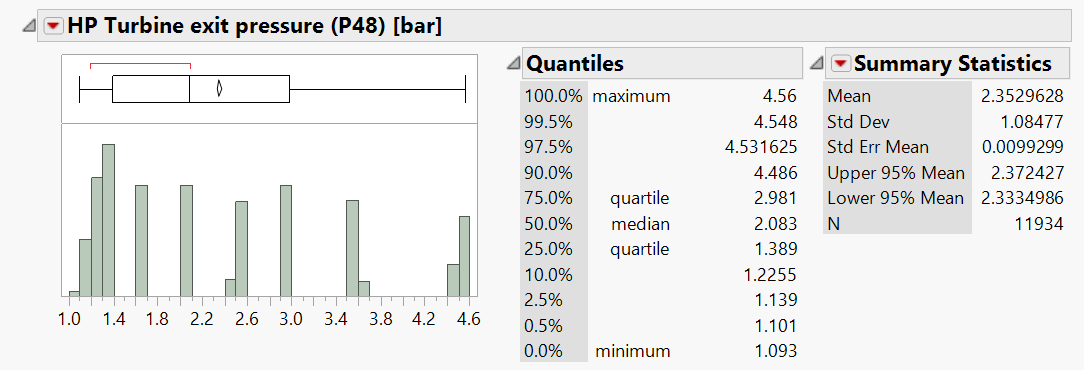 HP Turbine exit pressure (P48) [bar]
1.0 1.4 1.8 2.2 2.6 3.0 3.4 3.8 4.2 4.6
Quantiles
100.0% maximum 4.56
99.5% 4.548
97.5% 4.531625
90.0% 4.486
75.0% quartile 2.981
50.0% median 2.083
25.0% quartile 1.389
10.0% 1.2255
2.5% 1.139
0.5% 1.101
0.0% minimum 1.093
Summary Statistics
Mean 2.3529628
Std Dev 1.08477
Std Err Mean 0.0099299
Upper 95% Mean 2.372427
Lower 95% Mean 2.3334986
N 11934